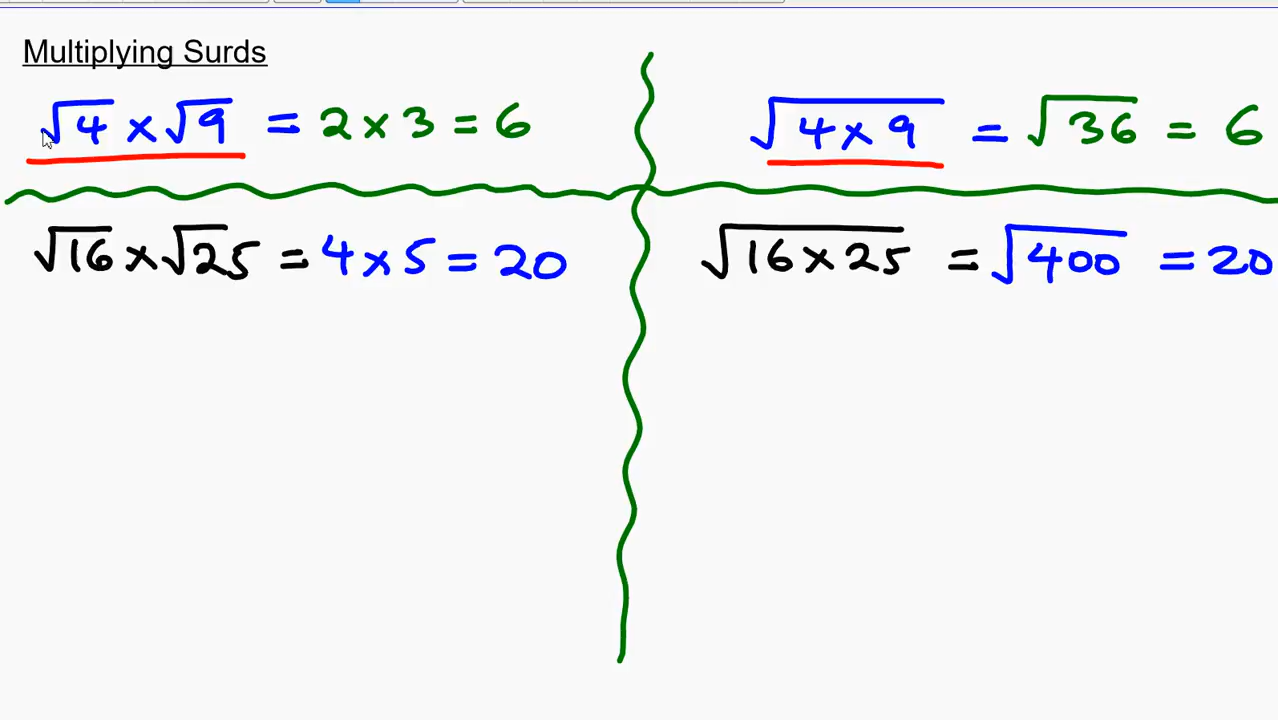 Multiplying Surds
√4 × √9 = 2 × 3 = 6
√4 × 9 = √36 = 6
√16 × √25 = 4 × 5 = 20
√16 × 25 = √400 = 20